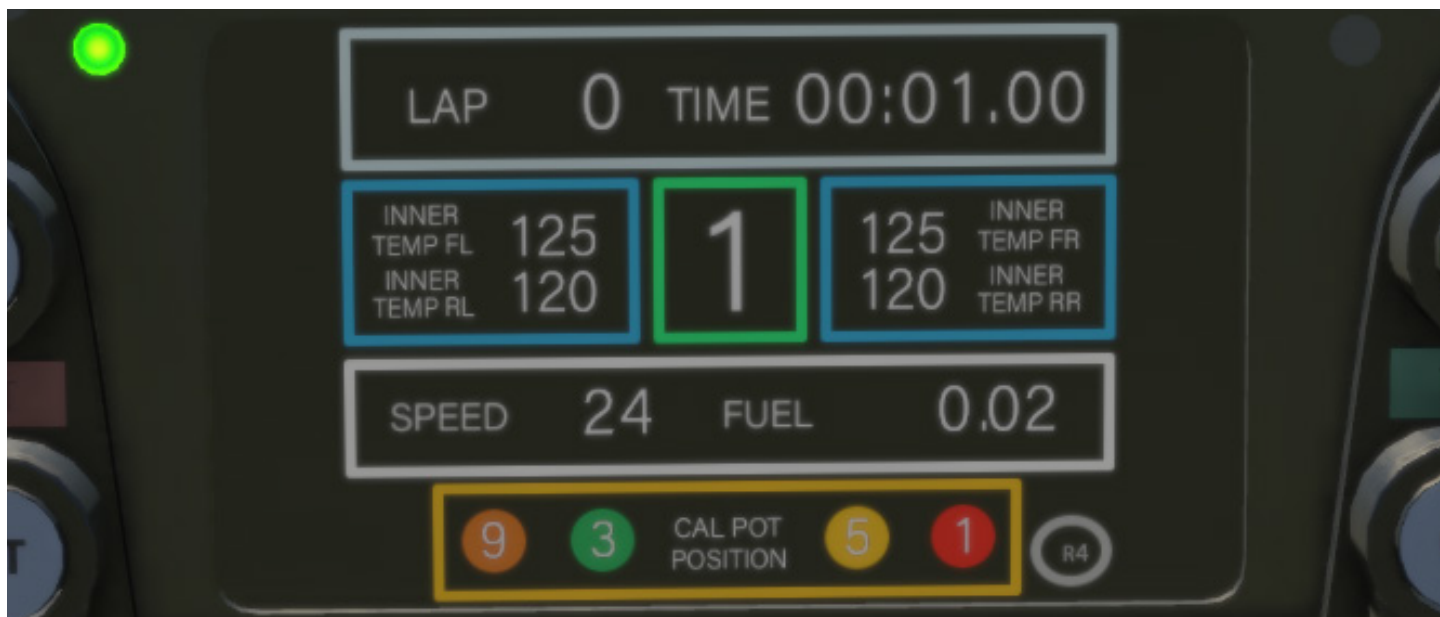 LAP 0 TIME 00:01.00
INNER TEMP FL 125
INNER TEMP RL 120
1
125 INNER TEMP FR
120 INNER TEMP RR
SPEED 24 FUEL 0.02
9 3 CAL POT POSITION 5 1
R4
T